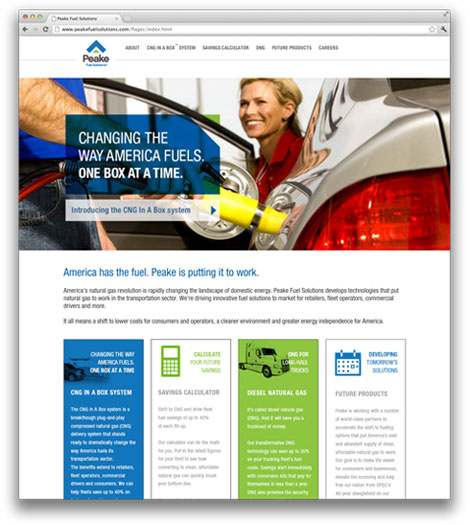 Peake Fuel Solutions
www.peakefuelsolutions.com/Pages/index.html
Peake
Fuel Solutions
ABOUT CNG IN A BOX™ SYSTEM SAVINGS CALCULATOR DNG FUTURE PRODUCTS CAREERS
CHANGING THE
WAY AMERICA FUELS.
ONE BOX AT A TIME.
Introducing the CNG In A Box system
America has the fuel. Peake is putting it to work.
America's natural gas revolution is rapidly changing the landscape of domestic energy. Peake Fuel Solutions develops technologies that put
natural gas to work in the transportation sector. We're driving innovative fuel solutions to market for retailers, fleet operators, commercial
drivers and more.
It all means a shift to lower costs for consumers and operators, a cleaner environment and greater energy independence for America.
CHANGING THE
WAY AMERICA FUELS.
ONE BOX AT A TIME
CNG IN A BOX SYSTEM
The CNG In A Box system is a
breakthrough plug-and-play
compressed natural gas (CNG)
delivery system that stands
ready to dramatically change the
way America fuels its
transportation sector.
The benefits extend to retailers,
fleet operators, commercial
drivers and consumers. We can
help fleets save up to 40% on
CALCULATE
YOUR FUTURE
SAVINGS
SAVINGS CALCULATOR
Shift to CNG and drive that
fuel savings of up to 40%
at each fill-up.
Our calculator can do the math
for you. Put in the latest figures
for your fleet to see how
converting to clean, affordable
natural gas can quickly boost
your bottom line.
DNG FOR
LONG-HAUL
TRUCKS
DIESEL NATURAL GAS
It's called diesel natural gas
(DNG). And it will save you a
truckload of money.
Our transformative DNG
technology can save up to 30%
on your trucking fleet's fuel
costs. Savings start immediately
with conversion kits that pay for
themselves in less than a year.
DNG also provides the security
DEVELOPING
TOMORROW'S
SOLUTIONS
FUTURE PRODUCTS
Peake is working with a number
of world-class partners to
accelerate the shift to fueling
options that put America's vast
and abundant supply of clean,
affordable natural gas to work.
Our goal is to make life easier
for consumers and businesses,
elevate the economy and help
free our nation from OPEC's
40-year stranglehold on our